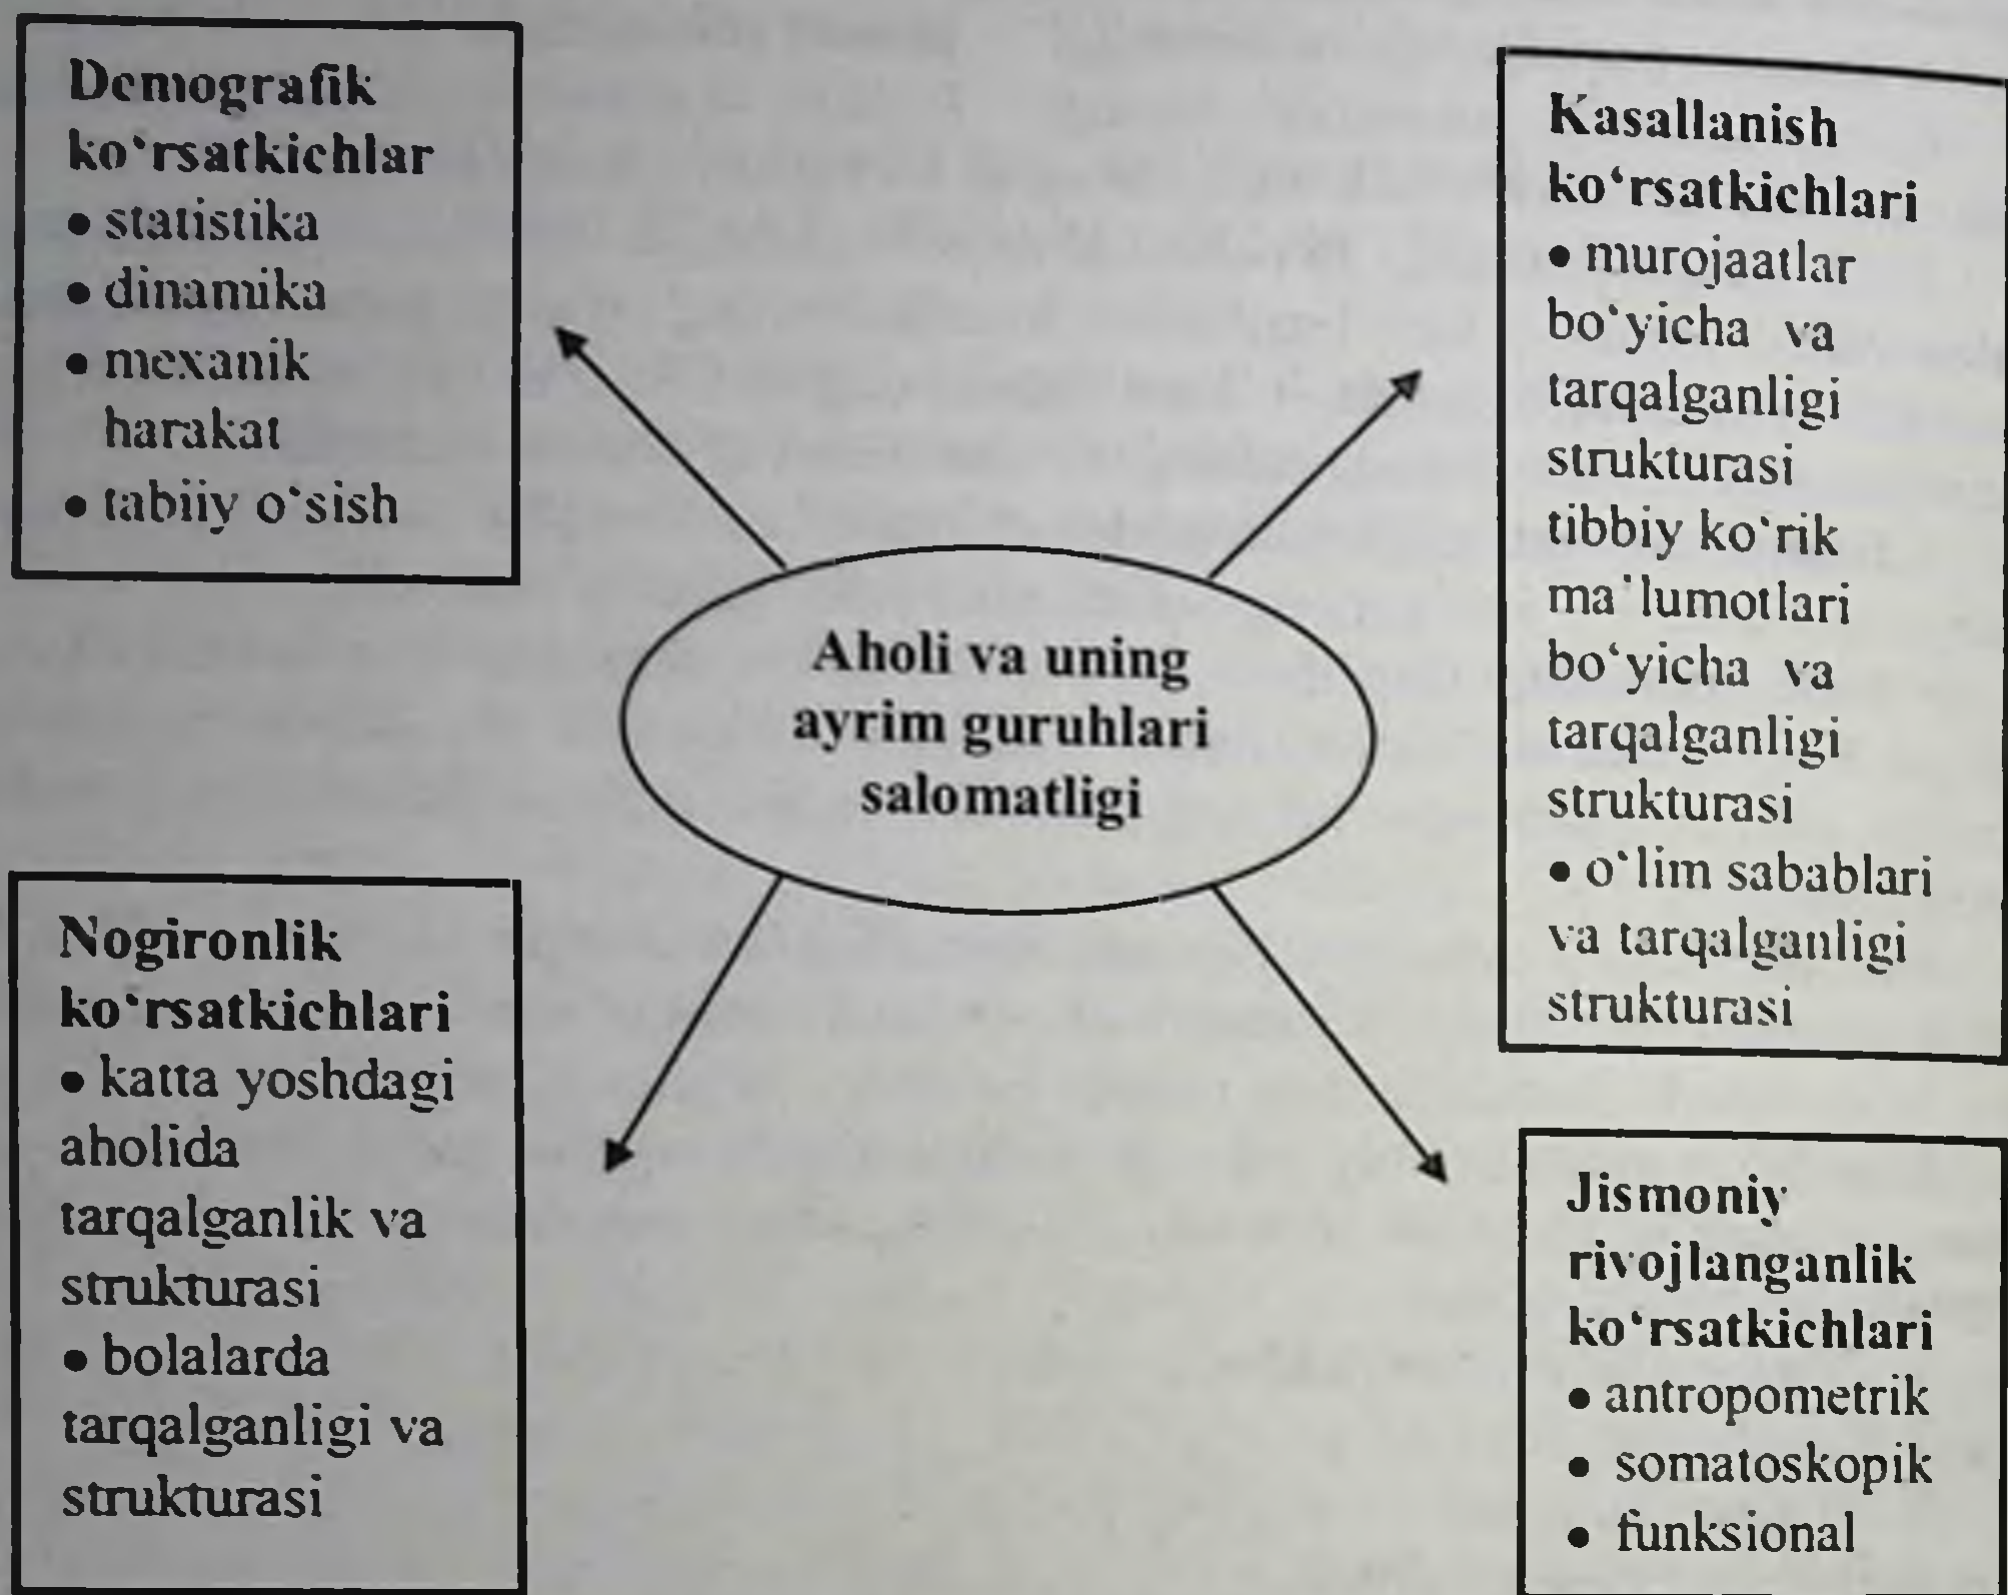 Demografik
ko‘rsatkichlar
• statistika
• dinamika
• mexanik
harakat
• tabiiy o‘sish
Kasallanish
ko‘rsatkichlari
• murojaatlar
bo‘yicha va
tarqalganligi
strukturasi
tibbiy ko‘rik
ma’lumotlari
bo‘yicha va
tarqalganligi
strukturasi
• o‘lim sabablari
va tarqalganligi
strukturasi
Aholi va uning
ayrim guruhlari
salomatligi
Nogironlik
ko‘rsatkichlari
• katta yoshdagi
aholida
tarqalganlik va
strukturasi
• bolalarda
tarqalganligi va
strukturasi
Jismoniy
rivojlanganlik
ko‘rsatkichlari
• antropometrik
• somatoskopik
• funksional